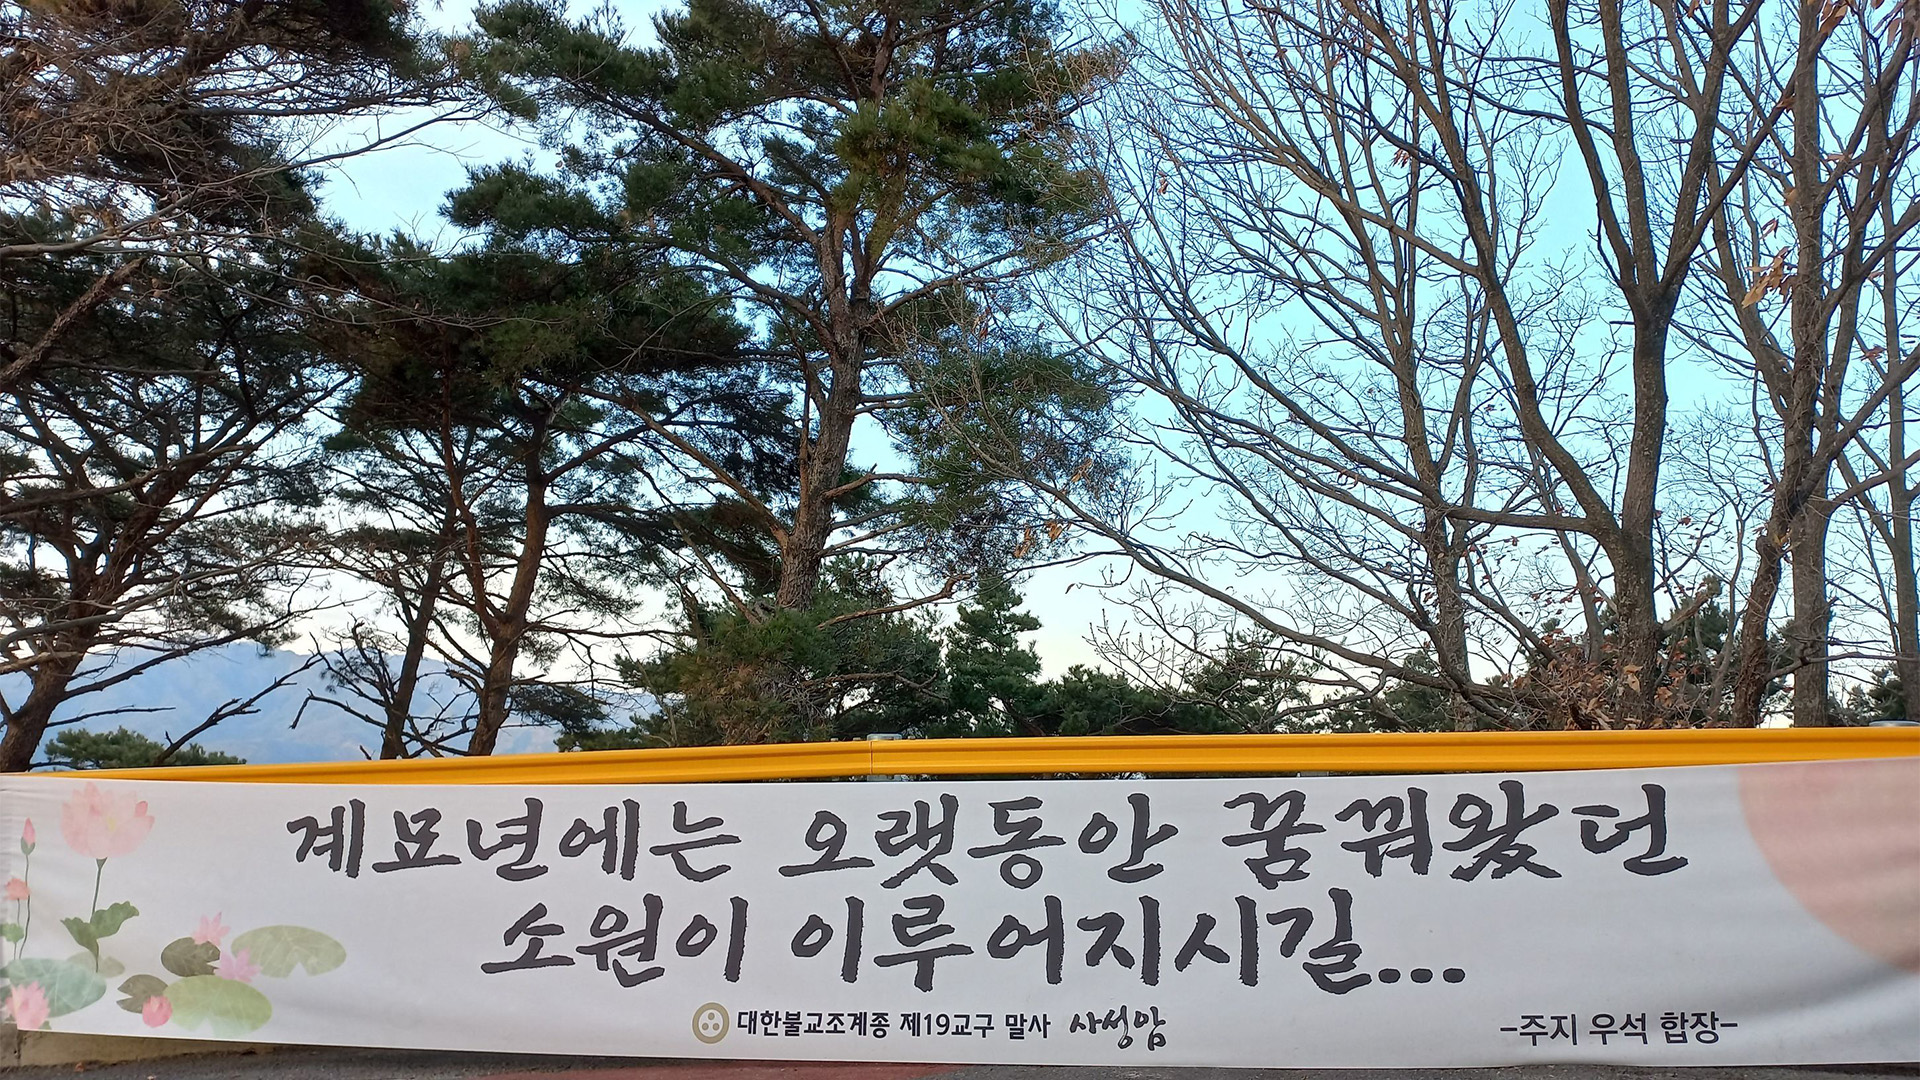 계묘년에는 오랫동안 꿈꿔왔던
소원이 이루어지시길...
대한불교조계종 제19교구 말사 사성암
-주지 우석 합장-